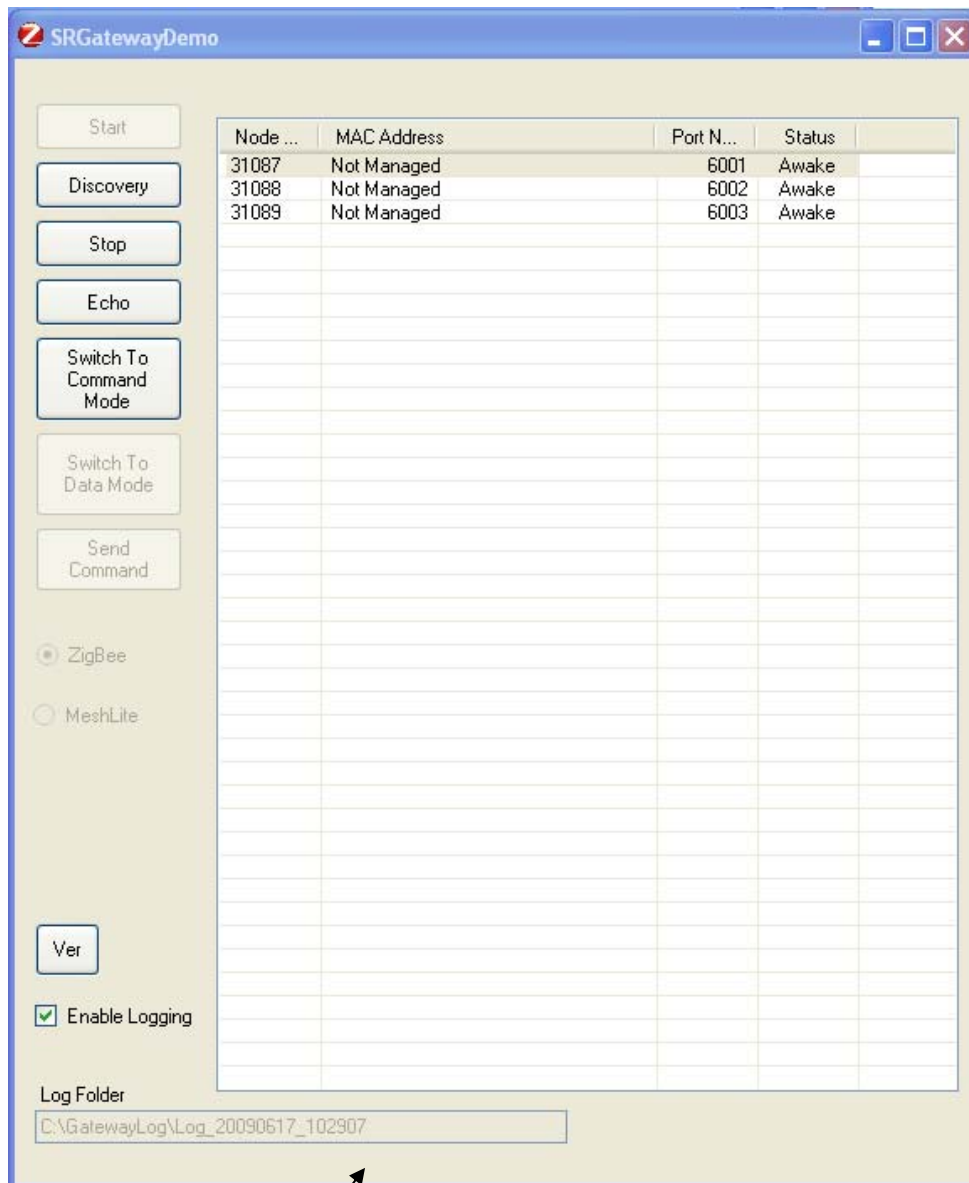 SRGatewayDemo
Start
Discovery
Stop
Echo
Switch To
Command
Mode
Switch To
Data Mode
Send
Command
ZigBee
MeshLite
Ver
Enable Logging
Node ... MAC Address Port N... Status
31087 Not Managed 6001 Awake
31088 Not Managed 6002 Awake
31089 Not Managed 6003 Awake
Log Folder
C:\GatewayLog\Log_20090617_102907